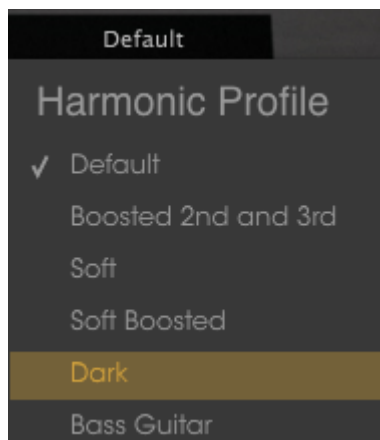 Default
Harmonic Profile
✓ Default
Boosted 2nd and 3rd
Soft
Soft Boosted
Dark
Bass Guitar